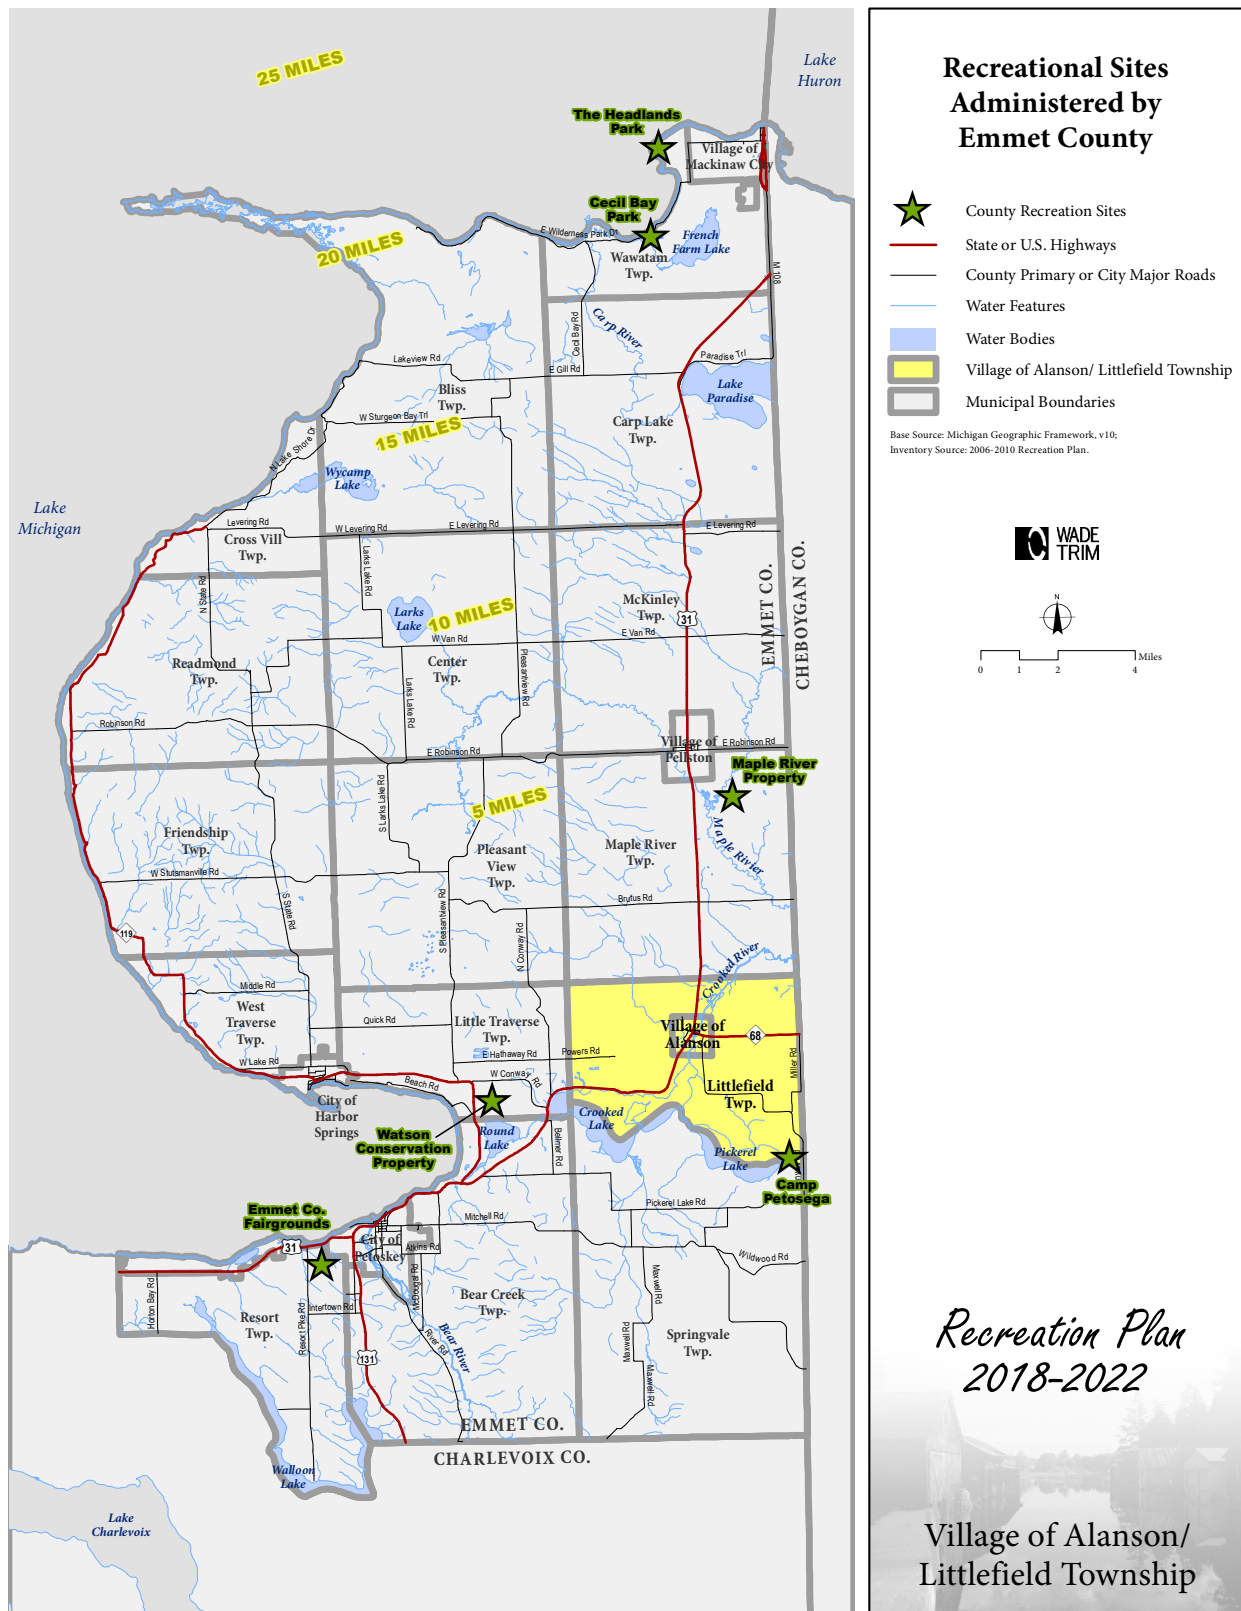 25 MILES
Lake
Huron
The Headlands
Park
Village of
Mackinaw City
Cecil Bay
Park
E Wilderness Park Dr
French
Farm Lake
20 MILES
Wawatam
Twp.
M 108
Carp River
Cecil Bay Rd
Lakeview Rd
Paradise Trl
E Gill Rd
Bliss
Twp.
Lake
Paradise
W Sturgeon Bay Trl
15 MILES
Carp Lake
Twp.
N Lake Shore Dr
Wycamp
Lake
Lake
Michigan
Levering Rd
W Levering Rd
E Levering Rd
E Levering Rd
Cross Vill
Twp.
Larks Lake Rd
N State Rd
EMMET CO.
CHEBOYGAN CO.
McKinley
Twp.
31
Larks
Lake
10 MILES
W Van Rd
E Van Rd
Readmond
Twp.
Center
Twp.
Pleasantview Rd
Larks Lake Rd
Robinson Rd
E Robinson Rd
E Robinson Rd
Village of
Pellston
Maple River
Property
5 MILES
S Larks Lake Rd
Friendship
Twp.
Pleasant
View
Twp.
Maple River
Twp.
Maple Rivier
W Stutsmanville Rd
Brutus Rd
S State Rd
S Pleasantview Rd
N Conway Rd
119
Crooked River
Middle Rd
West
Traverse
Twp.
Quick Rd
Little Traverse
Twp.
Village of
Alanson
68
E Hathaway Rd
Powers Rd
Miller Rd
W Lake Rd
Beach Rd
W Conway Rd
Littlefield
Twp.
City of
Harbor
Springs
Crooked
Lake
Watson
Conservation
Property
Round
Lake
Bellmer Rd
Pickerel
Lake
Camp
Petosega
Pickerel Lake Rd
Emmet Co.
Fairgrounds
Mitchell Rd
31
City of
Petoskey
Atkins Rd
Wildwood Rd
Horton Bay Rd
Resort Pike Rd
Intertown Rd
McDougal Rd
Maxwell Rd
Bear Creek
Twp.
Resort
Twp.
River Rd
Bear River
Maxwell Rd
Springvale
Twp.
131
Maxwell Rd
EMMET CO.
CHARLEVOIX CO.
Walloon
Lake
Lake
Charlevoix
Recreational Sites
Administered by
Emmet County
County Recreation Sites
State or U.S. Highways
County Primary or City Major Roads
Water Features
Water Bodies
Village of Alanson/ Littlefield Township
Municipal Boundaries
Base Source: Michigan Geographic Framework, v10;
Inventory Source: 2006-2010 Recreation Plan.
WADE
TRIM
N
Miles
0 1 2 4
Recreation Plan
2018-2022
Village of Alanson/
Littlefield Township